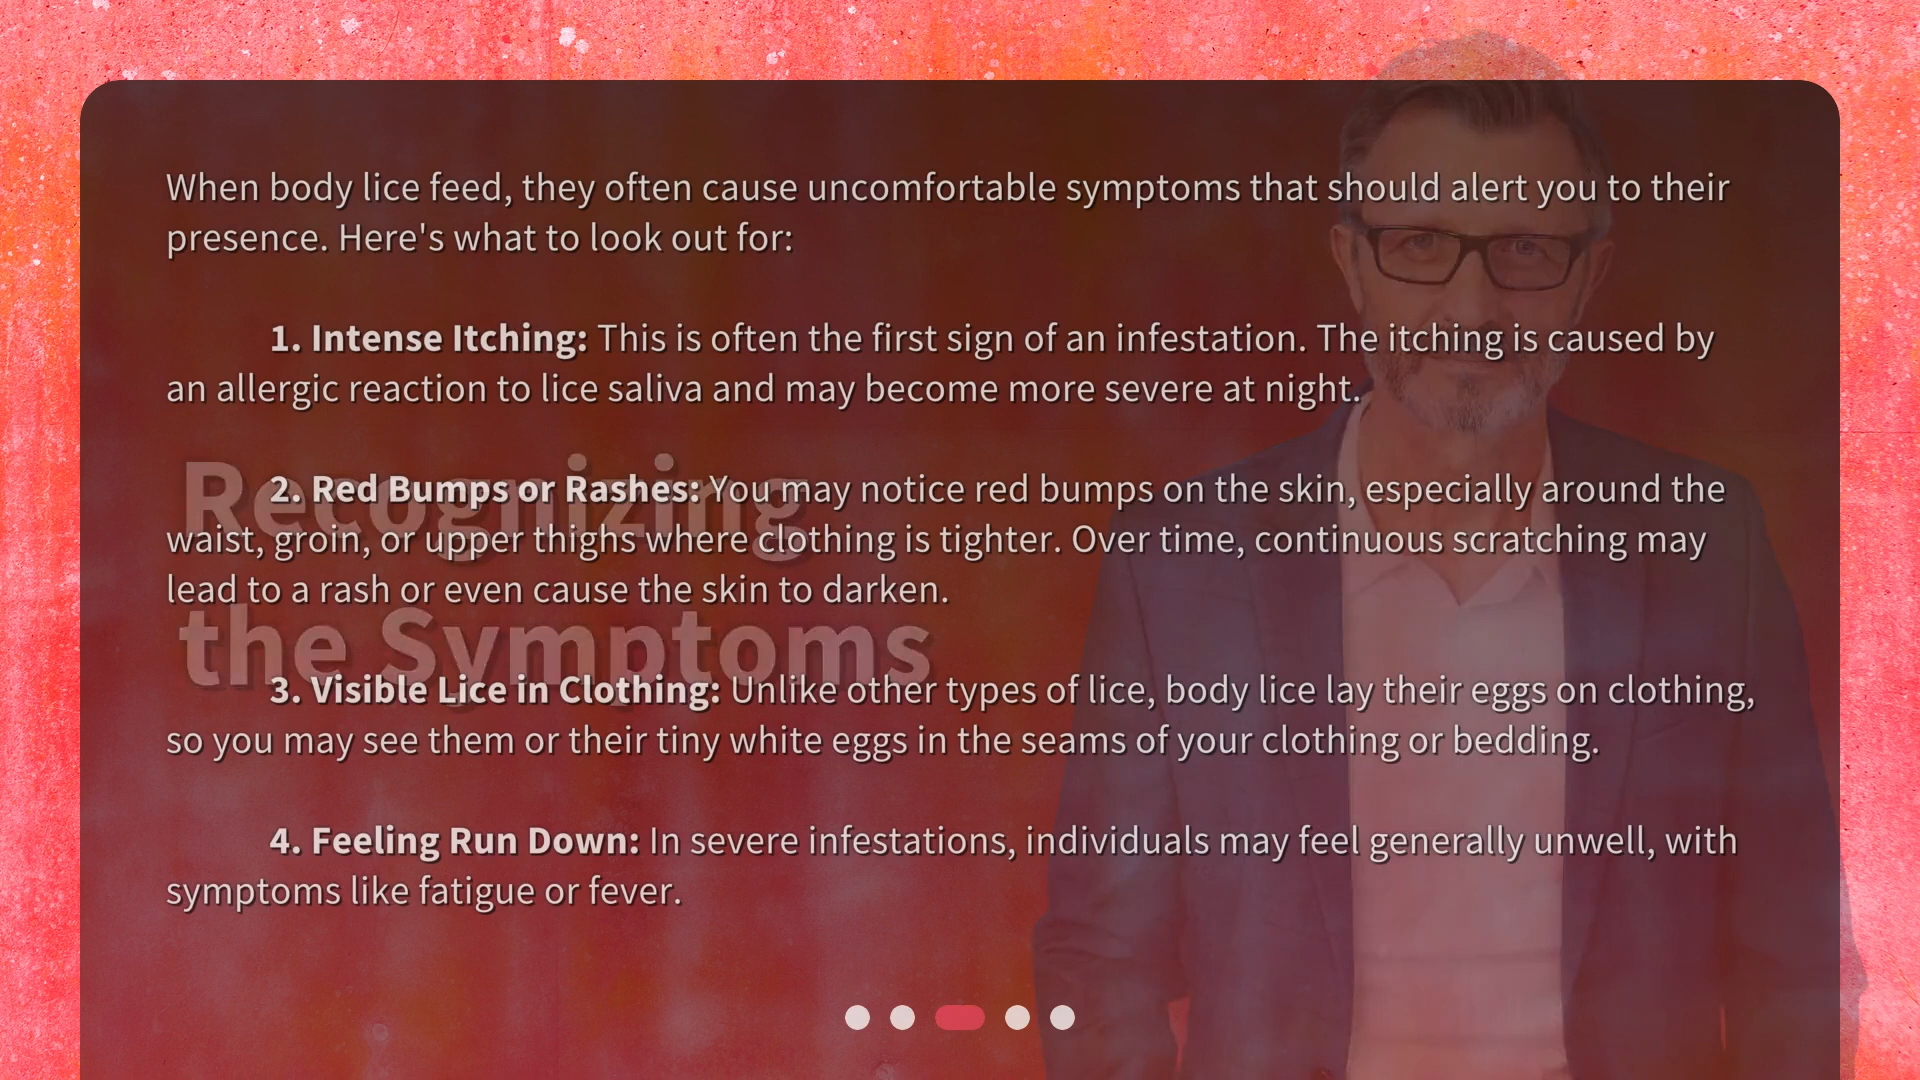 When body lice feed, they often cause uncomfortable symptoms that should alert you to their
presence. Here's what to look out for:
1. Intense Itching: This is often the first sign of an infestation. The itching is caused by
an allergic reaction to lice saliva and may become more severe at night.
Recognizing
2. Red Bumps or Rashes: You may notice red bumps on the skin, especially around the
waist, groin, or upper thighs where clothing is tighter. Over time, continuous scratching may
lead to a rash or even cause the skin to darken.
the Symptoms
3. Visible Lice in Clothing: Unlike other types of lice, body lice lay their eggs on clothing,
so you may see them or their tiny white eggs in the seams of your clothing or bedding.
4. Feeling Run Down: In severe infestations, individuals may feel generally unwell, with
symptoms like fatigue or fever.